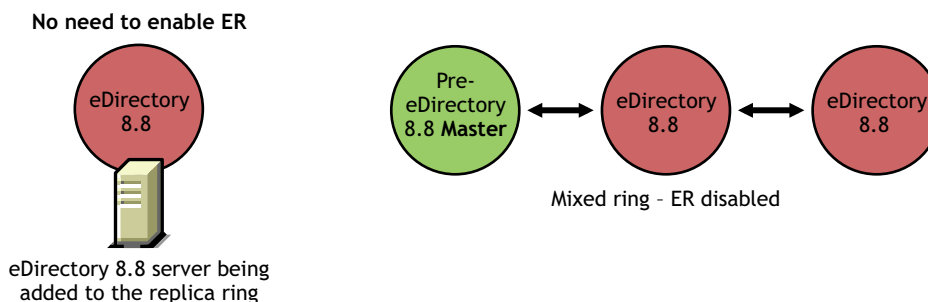 No need to enable ER
eDirectory
8.8
eDirectory 8.8 server being
added to the replica ring
Pre-
eDirectory
8.8 Master
eDirectory
8.8
eDirectory
8.8
Mixed ring - ER disabled